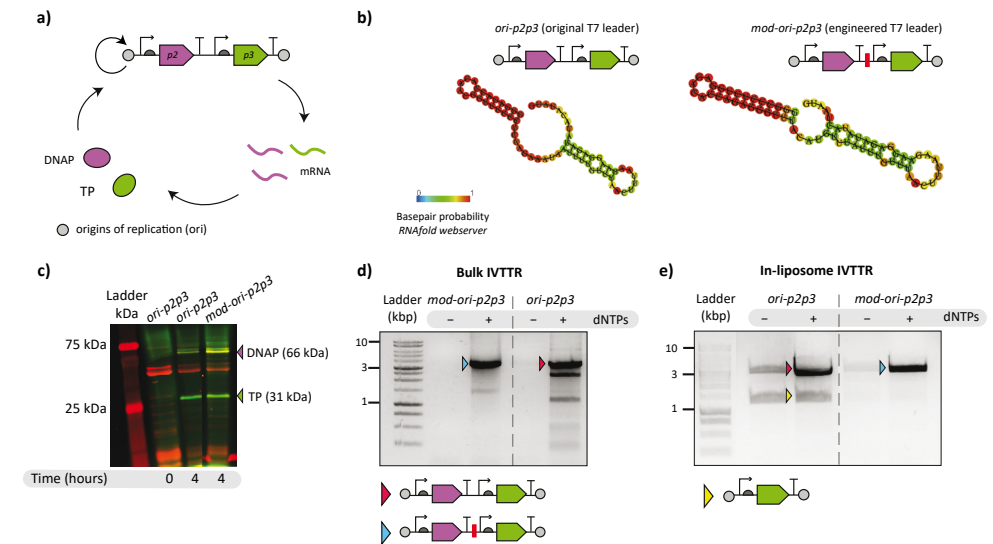 a)
p2
p3
DNAP
TP
mRNA
origins of replication (ori)
b)
ori-p2p3 (original T7 leader)
mod-ori-p2p3 (engineered T7 leader)
0
1
Basepair probability
RNAfold webserver
c)
Ladder
kDa
ori-p2p3
ori-p2p3
mod-ori-p2p3
75 kDa
25 kDa
DNAP (66 kDa)
TP (31 kDa)
Time (hours)
0
4
4
d)
Bulk IVTTR
Ladder
(kbp)
mod-ori-p2p3
ori-p2p3
−
+
−
+
dNTPs
10
3
1
e)
In-liposome IVTTR
Ladder
(kbp)
ori-p2p3
mod-ori-p2p3
−
+
−
+
dNTPs
10
3
1